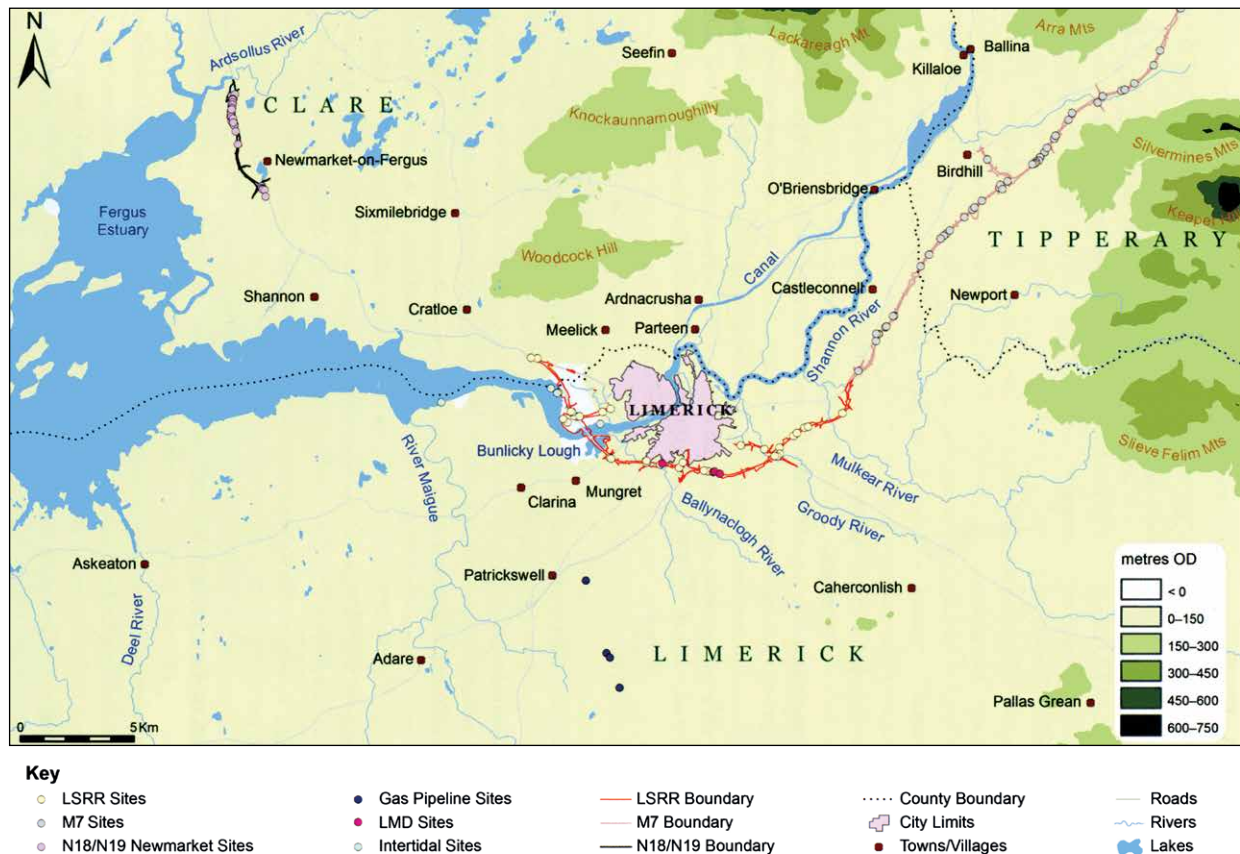 N
Ardsollus River
CLARE
Newmarket-on-Fergus
Fergus
Estuary
Sixmilebridge
Shannon
Cratloe
Seefin
Lackareagh Mt
Knockaunnamoughilly
Woodcock Hill
Ardnacrusha
Meelick
Parteen
Canal
Killaloe
Ballina
Arra Mts
Birdhill
Silvermines Mts
O'Briensbridge
TIPPERARY
Castleconnell
Newport
Shannon River
LIMERICK
Bunlicky Lough
River Maigue
Clarina
Mungret
Ballynaclogh River
Mulkear River
Groody River
Slieve Felim Mts
Askeaton
Deel River
Patrickswell
Caherconlish
Adare
LIMERICK
Pallas Grean
0 5Km
metres OD
< 0
0–150
150–300
300–450
450–600
600–750
Key
LSRR Sites
M7 Sites
N18/N19 Newmarket Sites
Gas Pipeline Sites
LMD Sites
Intertidal Sites
LSRR Boundary
M7 Boundary
N18/N19 Boundary
County Boundary
City Limits
Towns/Villages
Roads
Rivers
Lakes